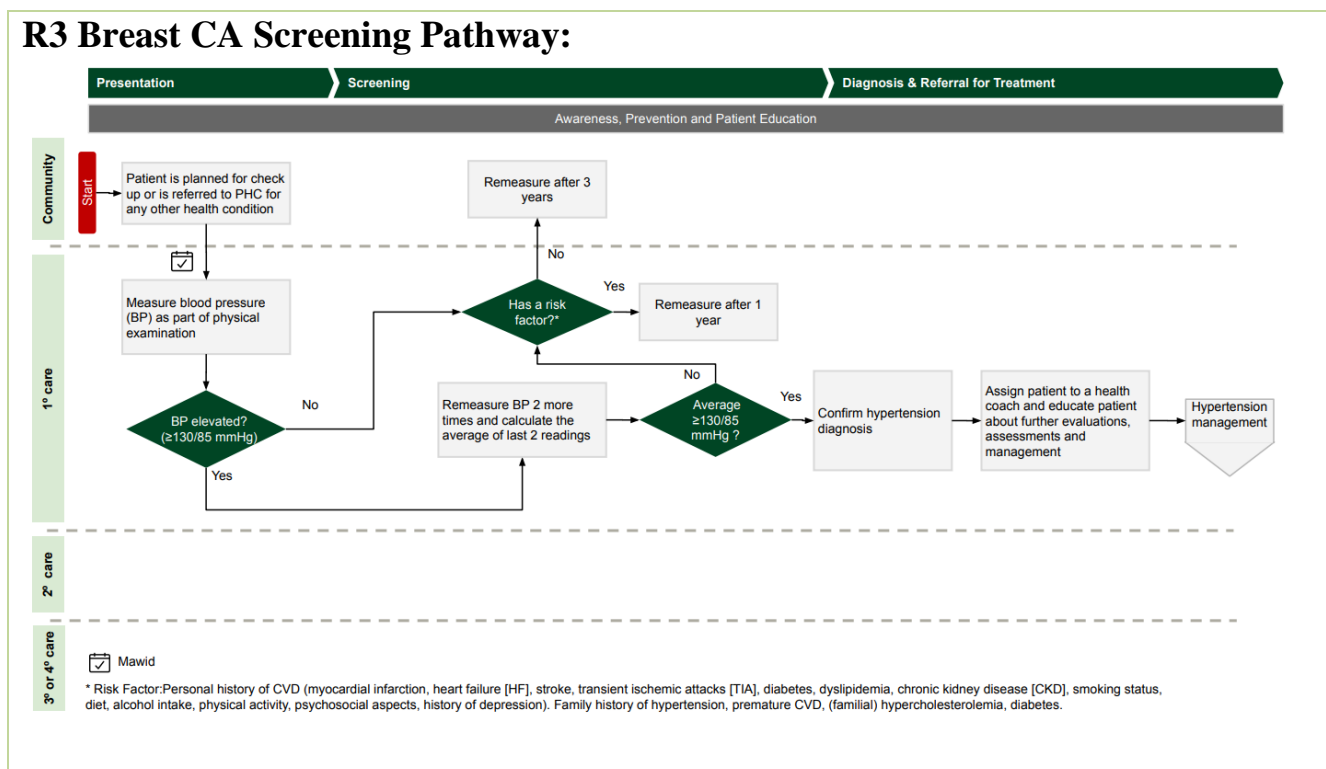 R3 Breast CA Screening Pathway:
Presentation
Screening
Diagnosis & Referral for Treatment
Awareness, Prevention and Patient Education
Community
Start
Patient is planned for check
up or is referred to PHC for
any other health condition
Remeasure after 3
years
No
1º care
Measure blood pressure
(BP) as part of physical
examination
Has a risk
factor?*
Yes
Remeasure after 1
year
BP elevated?
(≥130/85 mmHg)
No
Yes
Remeasure BP 2 more
times and calculate the
average of last 2 readings
No
Average
≥130/85
mmHg ?
Yes
Confirm hypertension
diagnosis
Assign patient to a health
coach and educate patient
about further evaluations,
assessments and
management
Hypertension
management
2º care
3º or 4º care
Mawid
* Risk Factor:Personal history of CVD (myocardial infarction, heart failure [HF], stroke, transient ischemic attacks [TIA], diabetes, dyslipidemia, chronic kidney disease [CKD], smoking status,
diet, alcohol intake, physical activity, psychosocial aspects, history of depression). Family history of hypertension, premature CVD, (familial) hypercholesterolemia, diabetes.